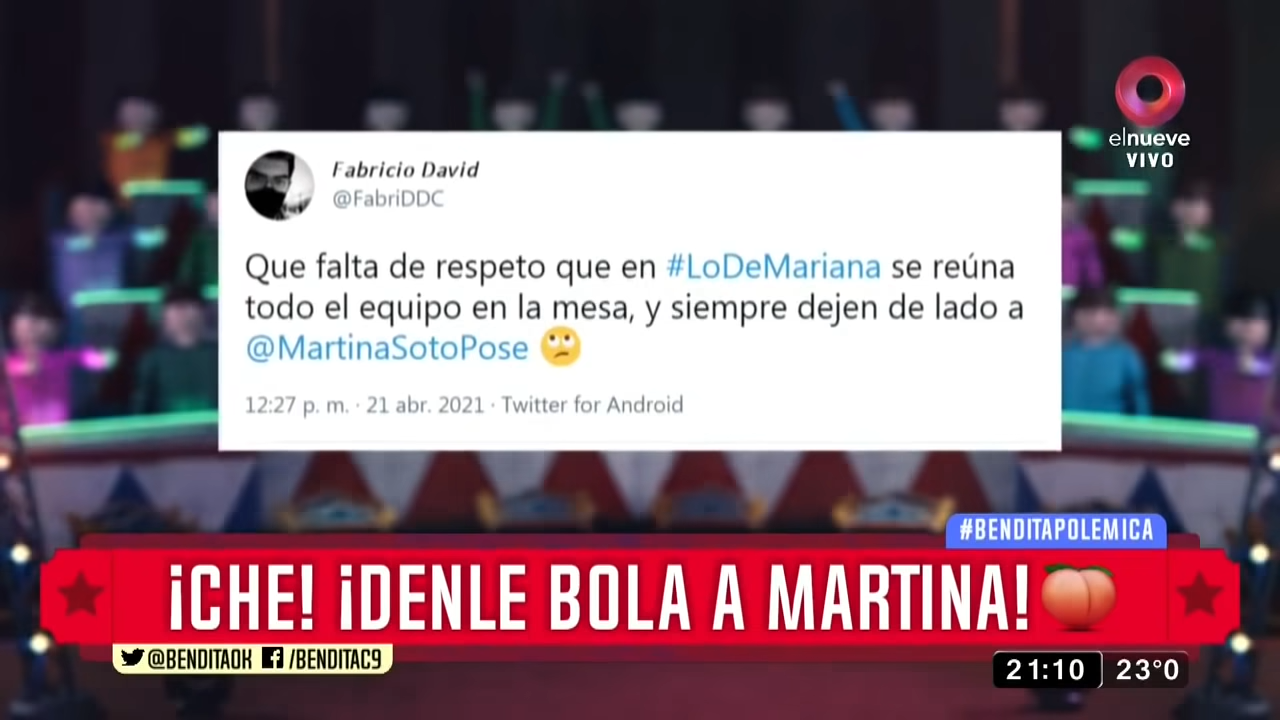 elnueve
VIVO
Fabricio David
@FabriDDC
Que falta de respeto que en #LoDeMariana se reúna
todo el equipo en la mesa, y siempre dejen de lado a
@MartinaSotoPose 🙄
12:27 p. m. · 21 abr. 2021 · Twitter for Android
#BENDITAPOLEMICA
¡CHE! ¡DENLE BOLA A MARTINA!🍑
@BENDITAOK /BENDITAC9
21:10 23°0